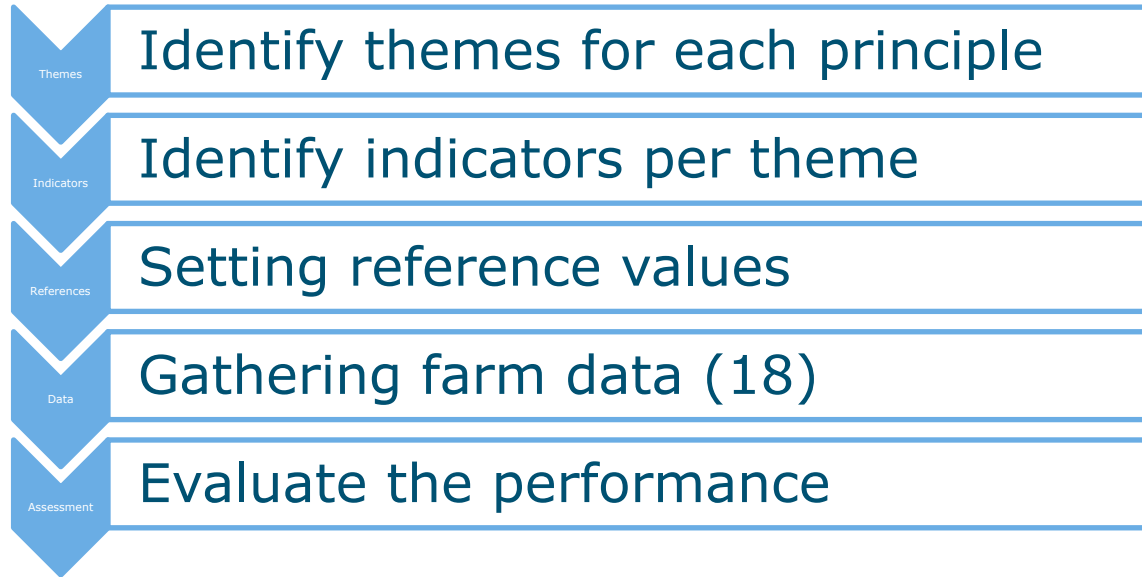 Themes
Identify themes for each principle
Indicators
Identify indicators per theme
References
Setting reference values
Data
Gathering farm data (18)
Assessment
Evaluate the performance